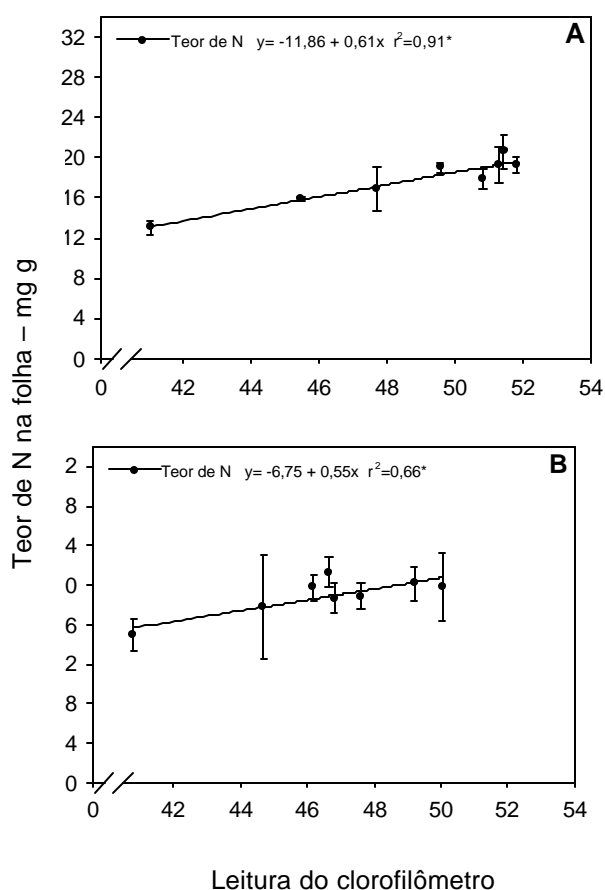 Teor de N y= -11,86 + 0,61x r²=0,91*
A
32
28
24
20
16
12
8
4
0
0 42 44 46 48 50 52 54
Teor de N na folha – mg g
Teor de N y= -6,75 + 0,55x r²=0,66*
B
2
8
4
0
6
2
8
4
0
0 42 44 46 48 50 52 54
Leitura do clorofilômetro